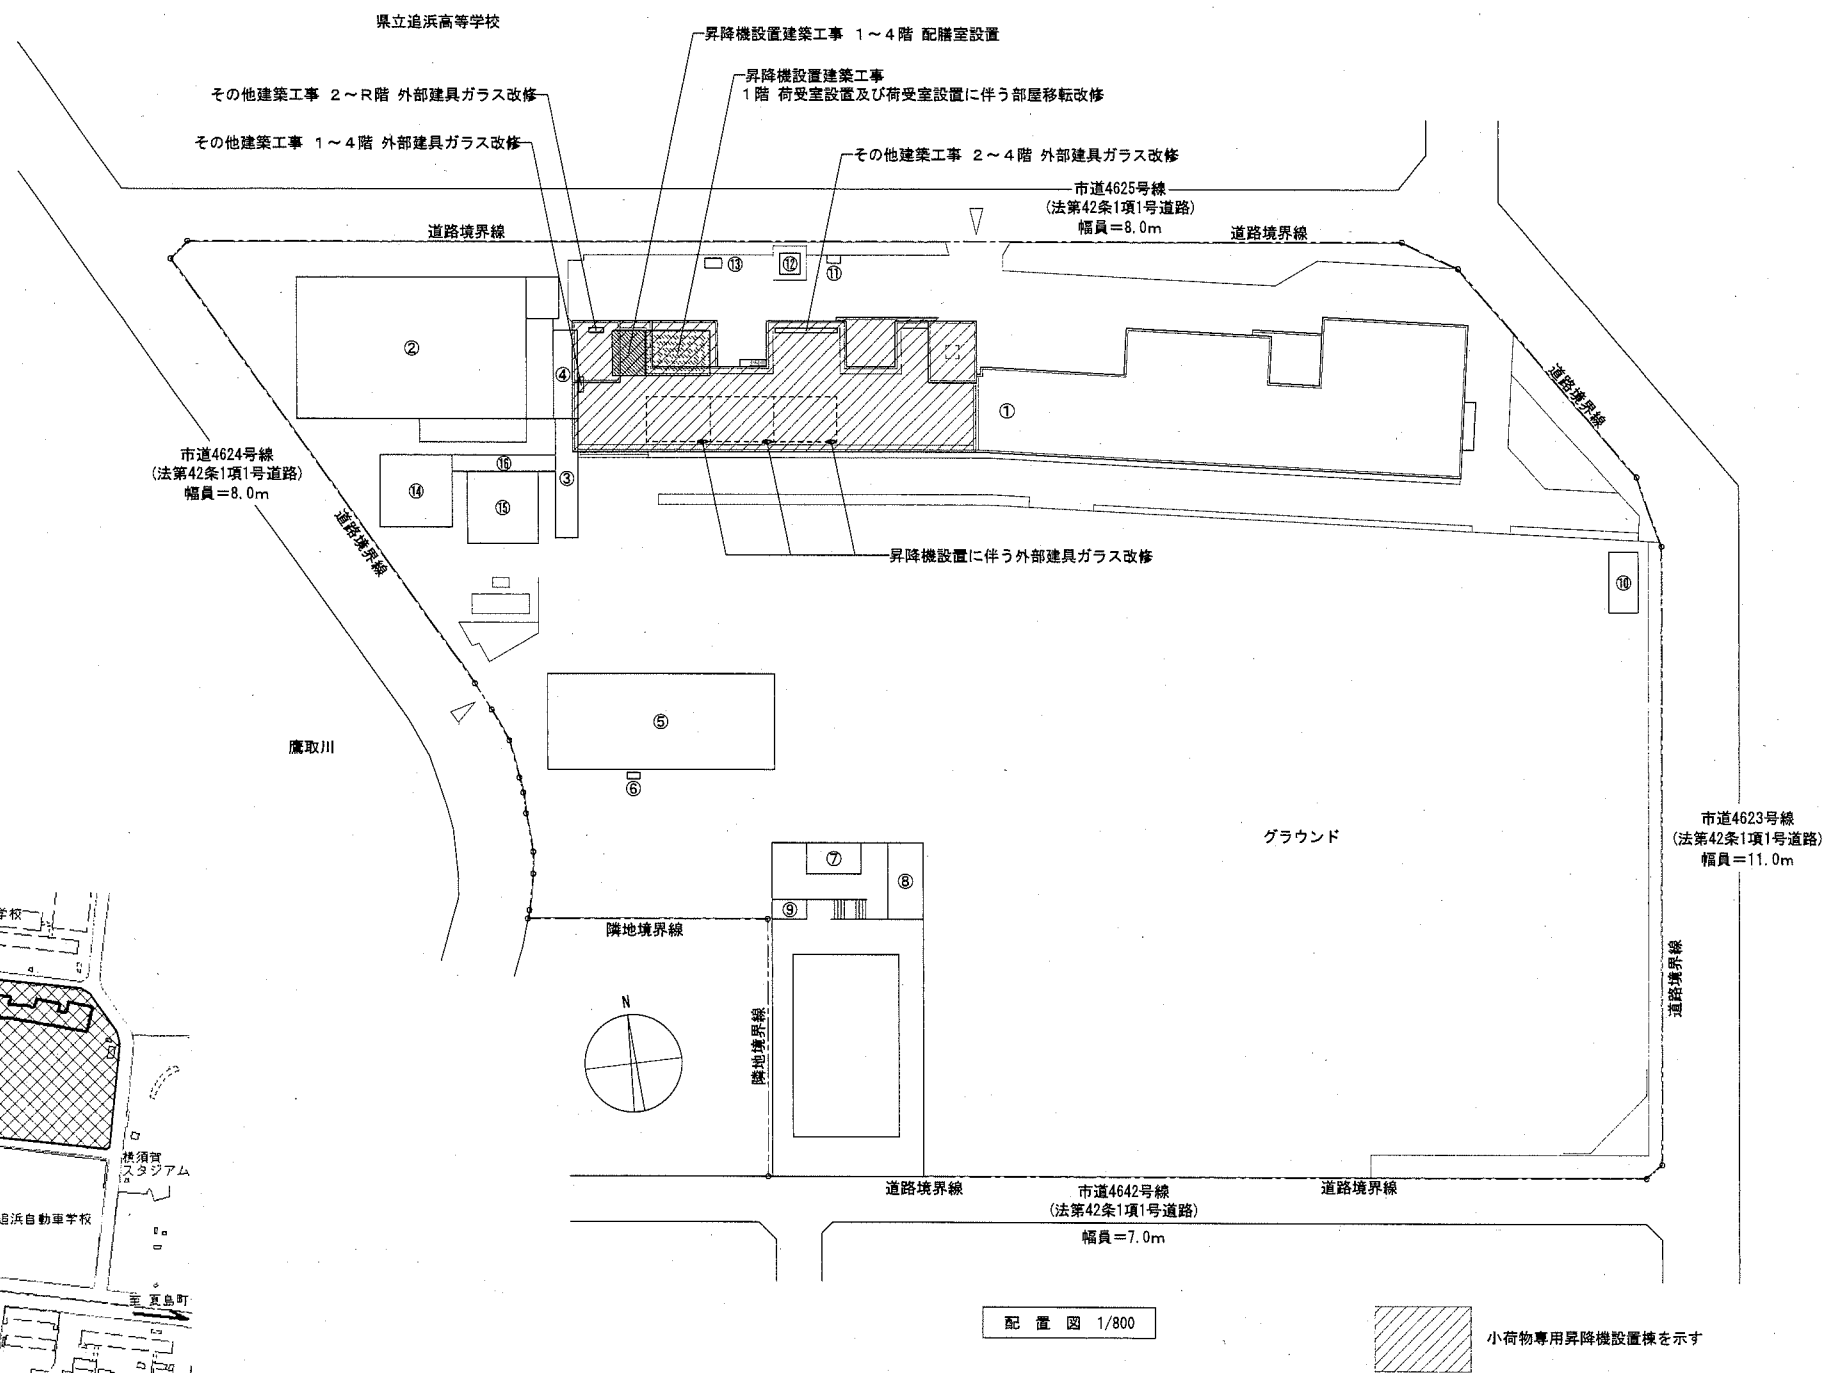 県立追浜高等学校
昇降機設置建築工事 1～4階 配膳室設置
昇降機設置建築工事
1階 荷受室設置及び荷受室設置に伴う部屋移転改修
その他建築工事 2～R階 外部建具ガラス改修
その他建築工事 1～4階 外部建具ガラス改修
その他建築工事 2～4階 外部建具ガラス改修
市道4625号線
(法第42条1項1号道路)
幅員＝8.0m
道路境界線
道路境界線
⑬
⑫
⑪
②
④
①
道路境界線
市道4624号線
(法第42条1項1号道路)
幅員＝8.0m
⑯
③
⑭
⑮
道路境界線
昇降機設置に伴う外部建具ガラス改修
⑩
⑤
鷹取川
⑥
グラウンド
市道4623号線
(法第42条1項1号道路)
幅員＝11.0m
⑦
⑧
⑨
学校
隣地境界線
道路境界線
N
隣地境界線
横須賀
スタジアム
追浜自動車学校
道路境界線
市道4642号線
(法第42条1項1号道路)
幅員＝7.0m
道路境界線
至 夏島町
配 置 図 1/800
小荷物専用昇降機設置棟を示す